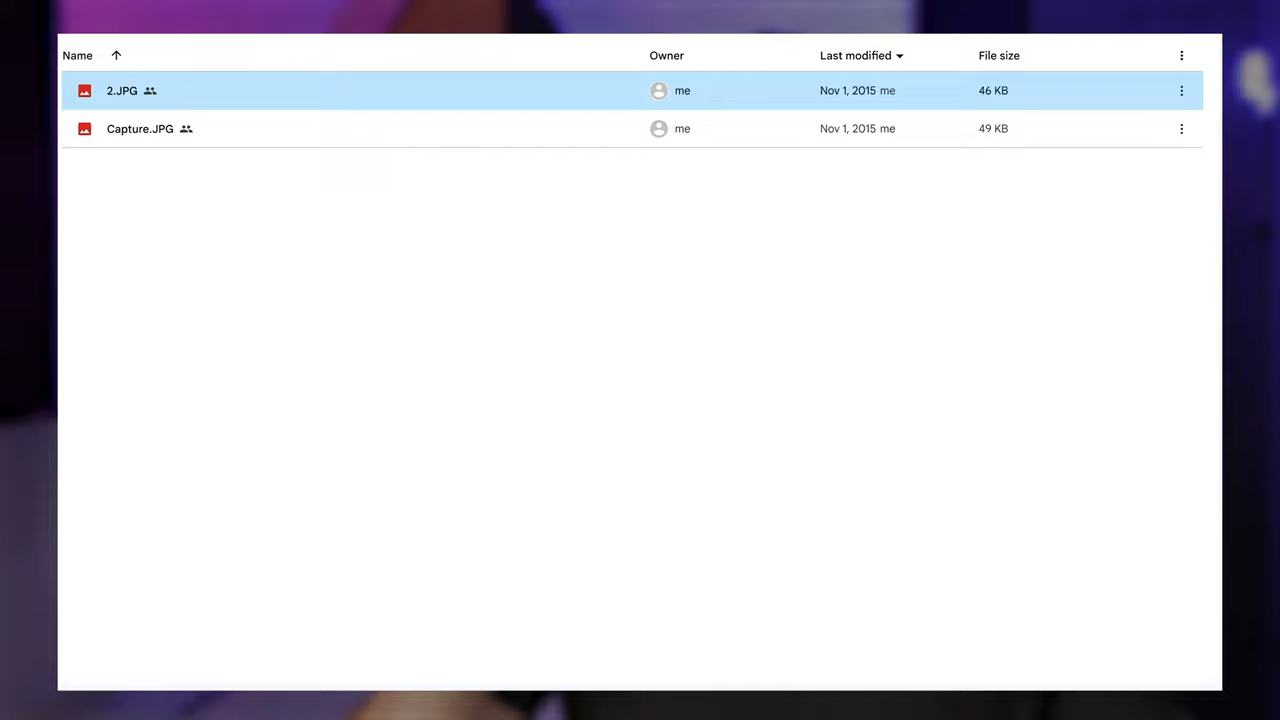 Name Owner Last modified File size
2.JPG me Nov 1, 2015 me 46 KB
Capture.JPG me Nov 1, 2015 me 49 KB